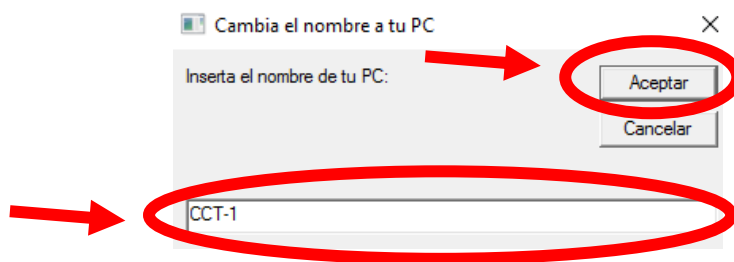 Cambia el nombre a tu PC
Inserta el nombre de tu PC:
Aceptar
Cancelar
CCT-1